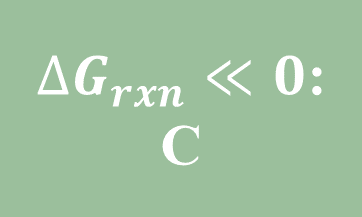 ΔG_rxn ≪ 0:
C